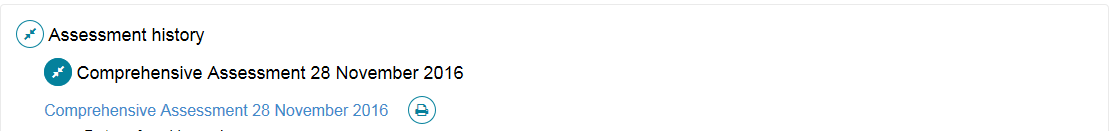 Assessment history
Comprehensive Assessment 28 November 2016
Comprehensive Assessment 28 November 2016